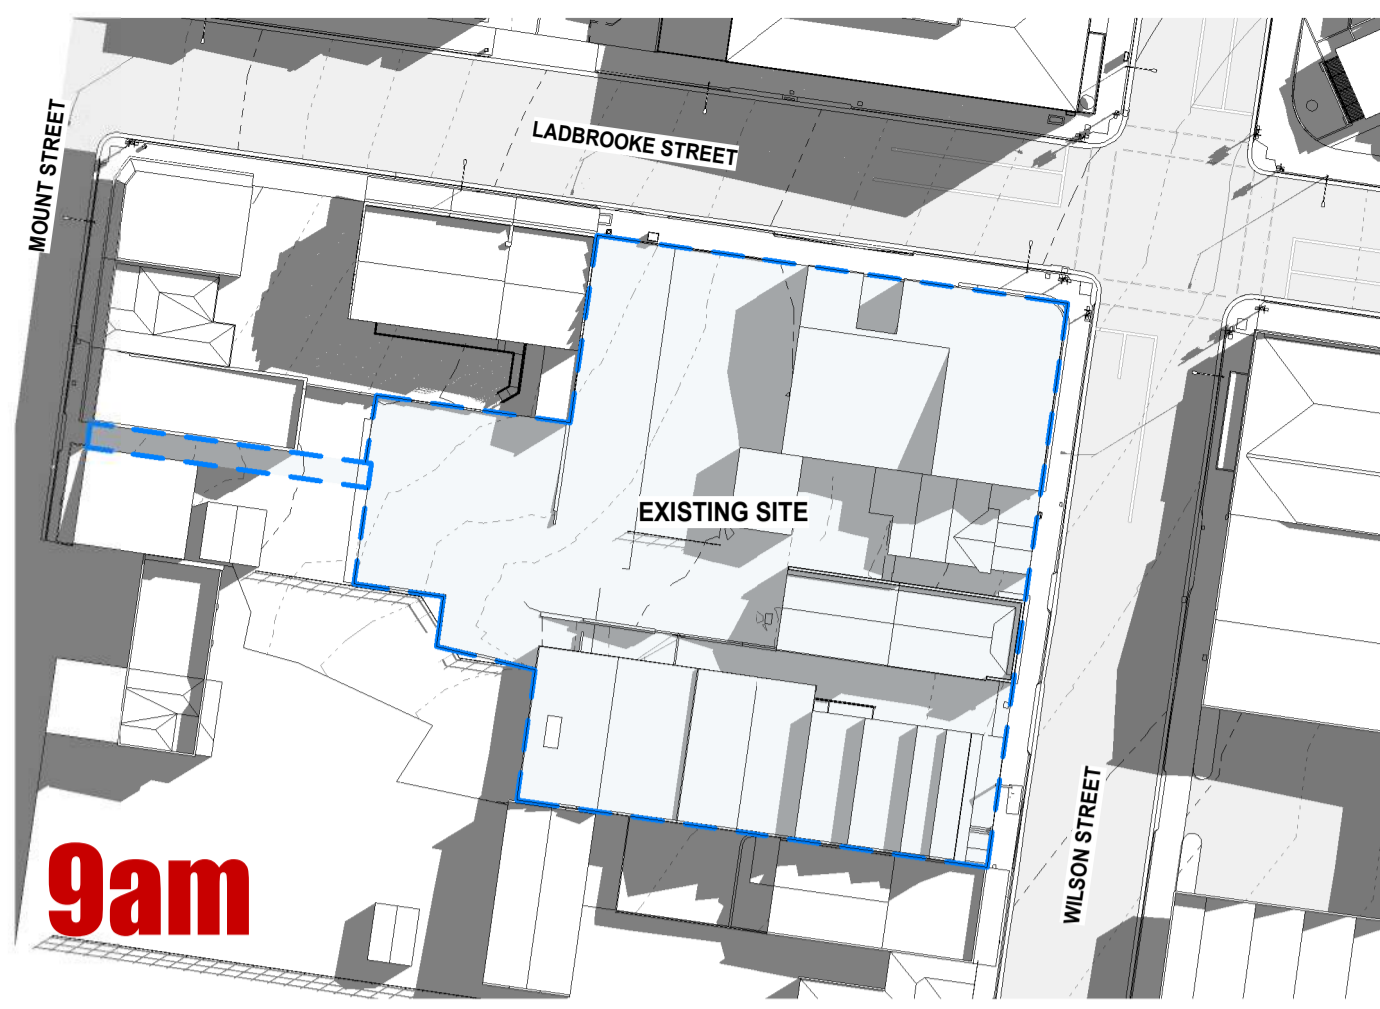 LADBROOKE STREET
MOUNT STREET
EXISTING SITE
WILSON STREET
9am